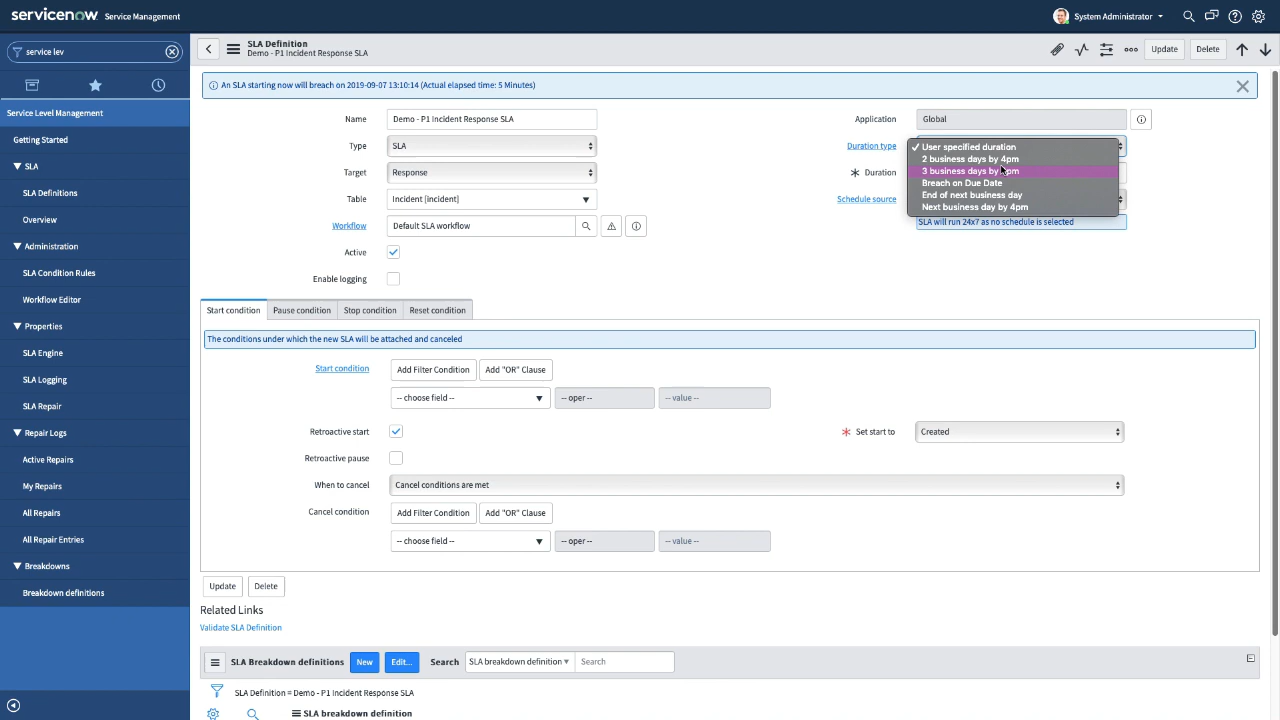 servicenow Service Management
System Administrator
service lev
SLA Definition
Demo - P1 Incident Response SLA
Update
Delete
Service Level Management
Getting Started
SLA
SLA Definitions
Overview
Administration
SLA Condition Rules
Workflow Editor
Properties
SLA Engine
SLA Logging
SLA Repair
Repair Logs
Active Repairs
My Repairs
All Repairs
All Repair Entries
Breakdowns
Breakdown definitions
An SLA starting now will breach on 2019-09-07 13:10:14 (Actual elapsed time: 5 Minutes)
Name Demo - P1 Incident Response SLA
Type SLA
Target Response
Table Incident [incident]
Workflow Default SLA workflow
Active
Enable logging
Application Global
Duration type
Duration
Schedule source
User specified duration
2 business days by 4pm
3 business days by pm
Breach on Due Date
End of next business day
Next business day by 4pm
SLA will run 24x7 as no schedule is selected
Start condition Pause condition Stop condition Reset condition
The conditions under which the new SLA will be attached and canceled
Start condition Add Filter Condition Add "OR" Clause
-- choose field -- -- oper -- -- value --
Retroactive start Set start to Created
Retroactive pause
When to cancel Cancel conditions are met
Cancel condition Add Filter Condition Add "OR" Clause
-- choose field -- -- oper -- -- value --
Update Delete
Related Links
Validate SLA Definition
SLA Breakdown definitions New Edit... Search SLA breakdown definition Search
SLA Definition = Demo - P1 Incident Response SLA
SLA breakdown definition